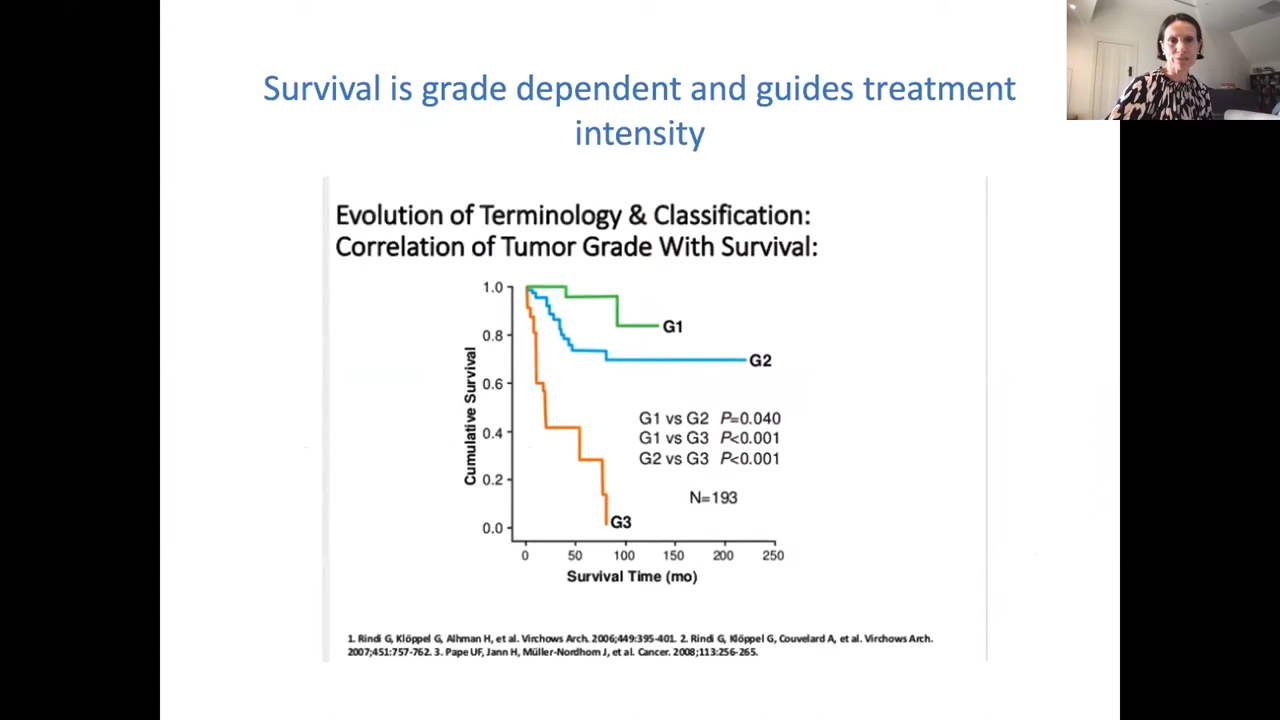 Survival is grade dependent and guides treatment
intensity
Evolution of Terminology & Classification:
Correlation of Tumor Grade With Survival:
1.0
0.8
0.6
0.4
0.2
0.0
Cumulative Survival
G1
G2
G3
G1 vs G2 P=0.040
G1 vs G3 P<0.001
G2 vs G3 P<0.001
N=193
0 50 100 150 200 250
Survival Time (mo)
1. Rindi G, Klöppel G, Alhman H, et al. Virchows Arch. 2006;449:395-401. 2. Rindi G, Klöppel G, Couvelard A, et al. Virchows Arch.
2007;451:757-762. 3. Pape UF, Jann H, Müller-Nordhorn J, et al. Cancer. 2008;113:256-265.